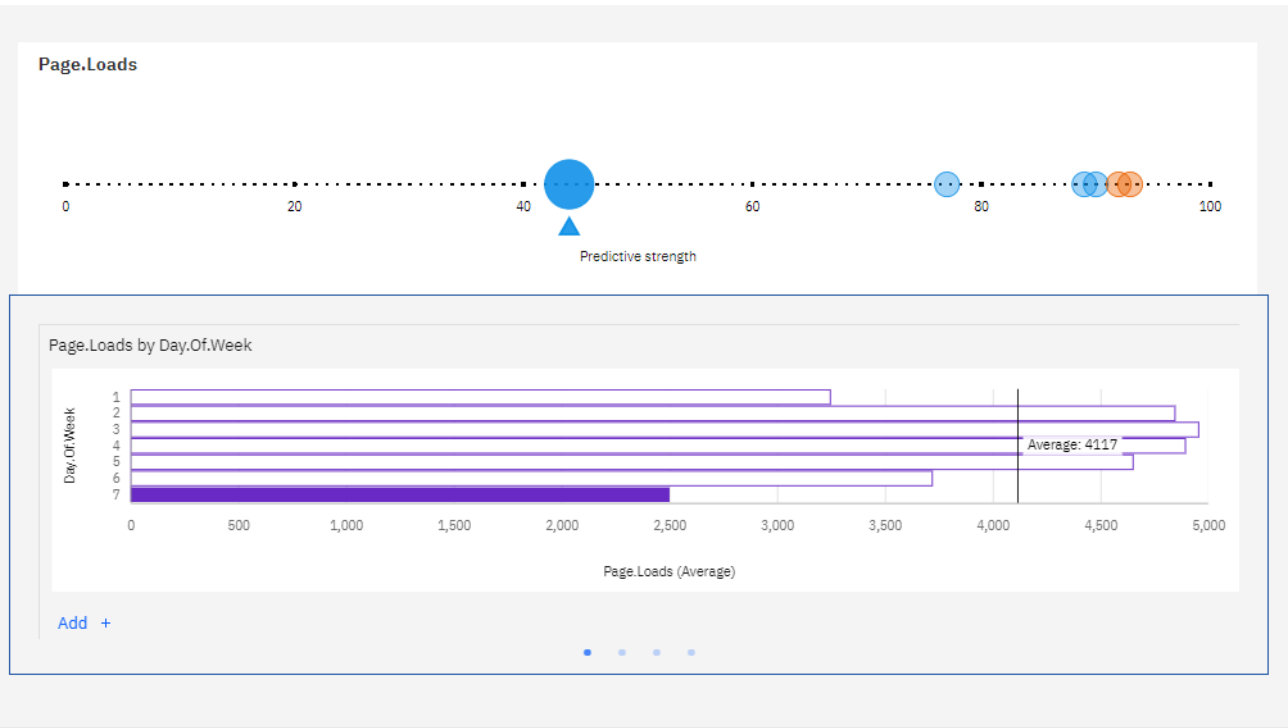 Page.Loads
0 20 40 60 80 100
Predictive strength
Page.Loads by Day.Of.Week
Day.Of.Week
1
2
3
4
5
6
7
Average: 4117
0 500 1,000 1,500 2,000 2,500 3,000 3,500 4,000 4,500 5,000
Page.Loads (Average)
Add +